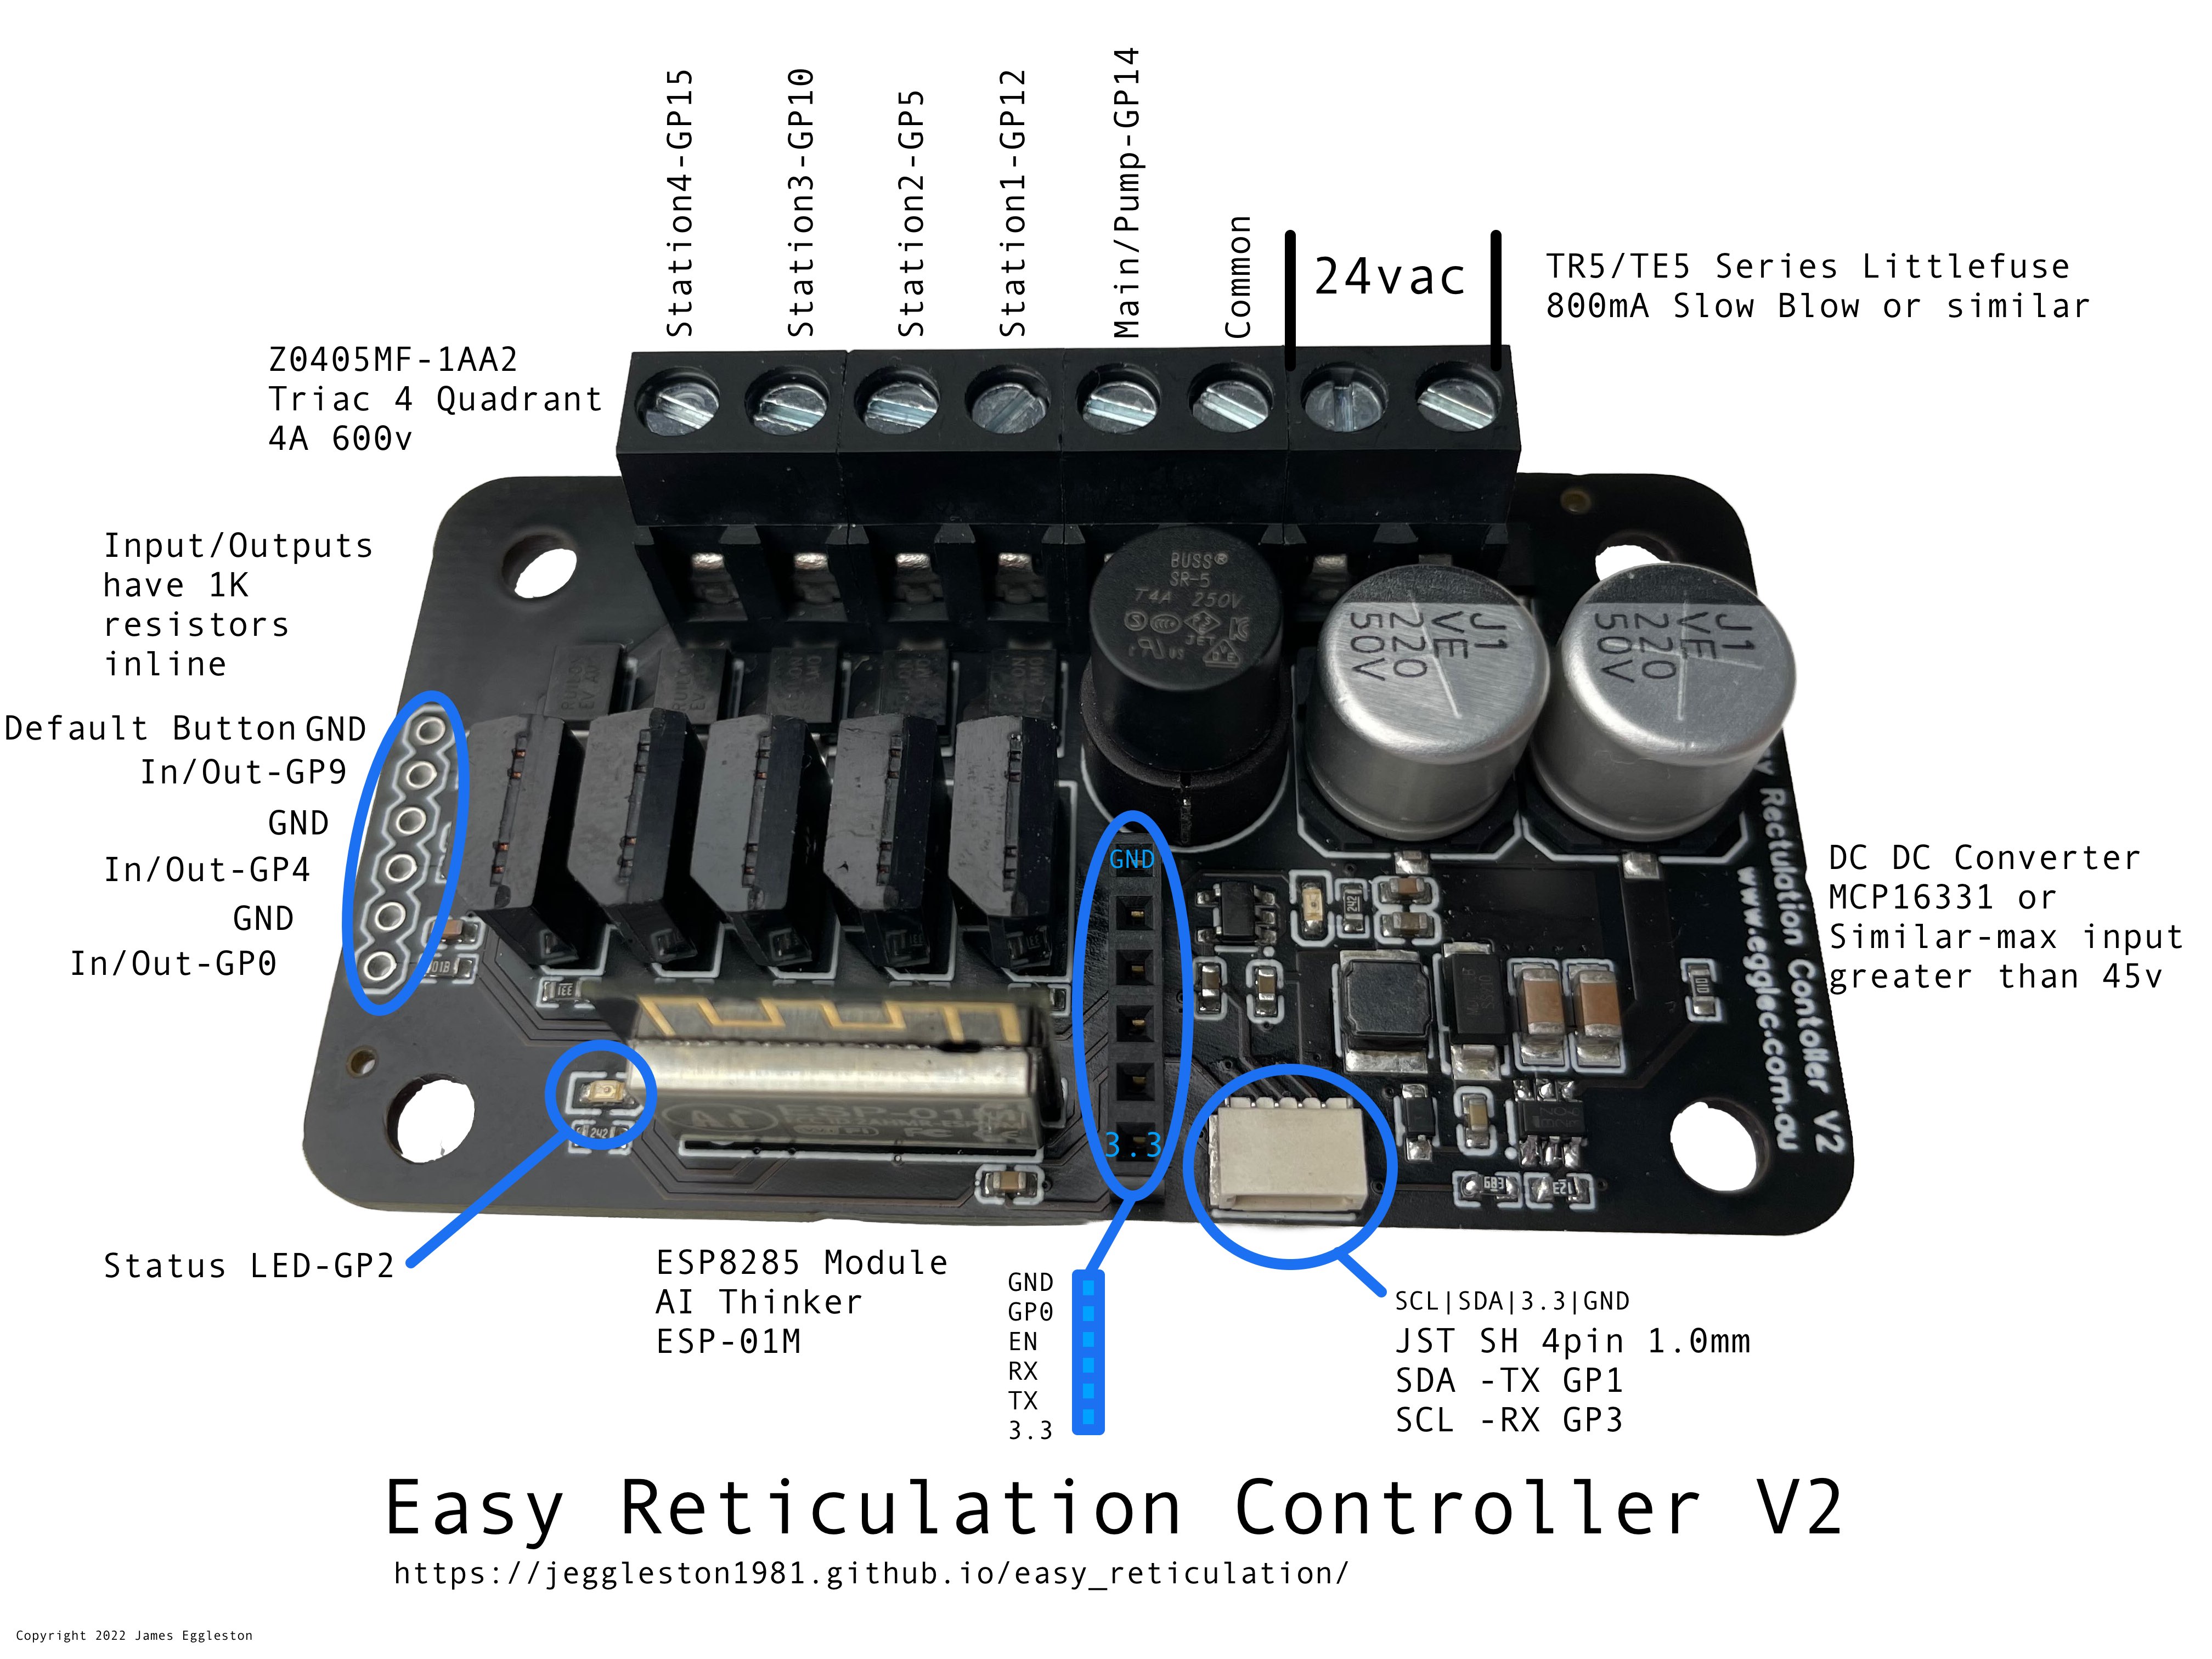 Station4-GP15
Station3-GP10
Station2-GP5
Station1-GP12
Main/Pump-GP14
Common
24vac
TR5/TE5 Series Littlefuse
800mA Slow Blow or similar
Z0405MF-1AA2
Triac 4 Quadrant
4A 600v
Input/Outputs
have 1K
resistors
inline
BUSS®
SR-5
T4A 250V
J1
VE
220
50V
J1
VE
220
50V
Default Button GND
In/Out-GP9
GND
In/Out-GP4
GND
In/Out-GP0
GND
3.3
DC DC Converter
MCP16331 or
Similar-max input
greater than 45v
Rectulation Contoller V2
www.egglec.com.au
242
242
Status LED-GP2
ESP8285 Module
AI Thinker
ESP-01M
GND
GP0
EN
RX
TX
3.3
SCL|SDA|3.3|GND
JST SH 4pin 1.0mm
SDA -TX GP1
SCL -RX GP3
Easy Reticulation Controller V2
https://jeggleston1981.github.io/easy_reticulation/
Copyright 2022 James Eggleston